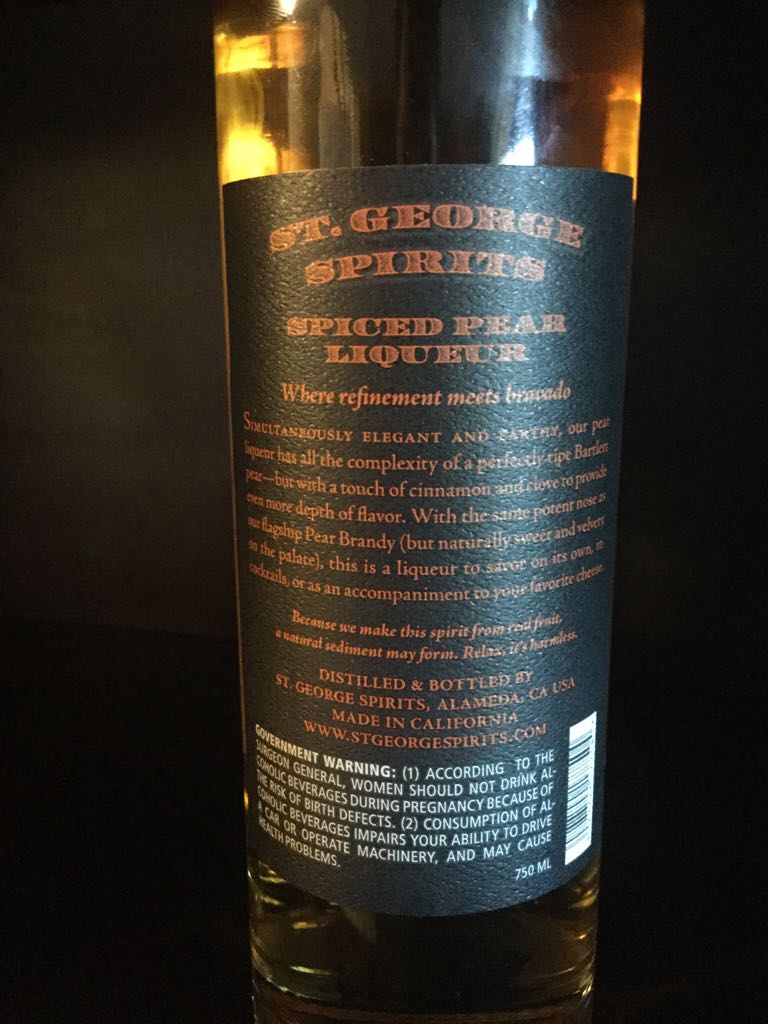 ST. GEORGE
SPIRITS
SPICED PEAR
LIQUEUR
Where refinement meets bravado
SIMULTANEOUSLY ELEGANT AND EARTHY, our pear
liqueur has all the complexity of a perfectly ripe Bartlett
pear—but with a touch of cinnamon and clove to provide
even more depth of flavor. With the same potent nose as
our flagship Pear Brandy (but naturally sweet and velvety
on the palate), this is a liqueur to savor on its own, in
cocktails, or as an accompaniment to your favorite cheese.
Because we make this spirit from real fruit,
a natural sediment may form. Relax, it's harmless.
DISTILLED & BOTTLED BY
ST. GEORGE SPIRITS, ALAMEDA, CA USA
MADE IN CALIFORNIA
WWW.STGEORGESPIRITS.COM
GOVERNMENT WARNING: (1) ACCORDING TO THE
SURGEON GENERAL, WOMEN SHOULD NOT DRINK AL-
COHOLIC BEVERAGES DURING PREGNANCY BECAUSE OF
THE RISK OF BIRTH DEFECTS. (2) CONSUMPTION OF AL-
COHOLIC BEVERAGES IMPAIRS YOUR ABILITY TO DRIVE
A CAR OR OPERATE MACHINERY, AND MAY CAUSE
HEALTH PROBLEMS.
750 ML